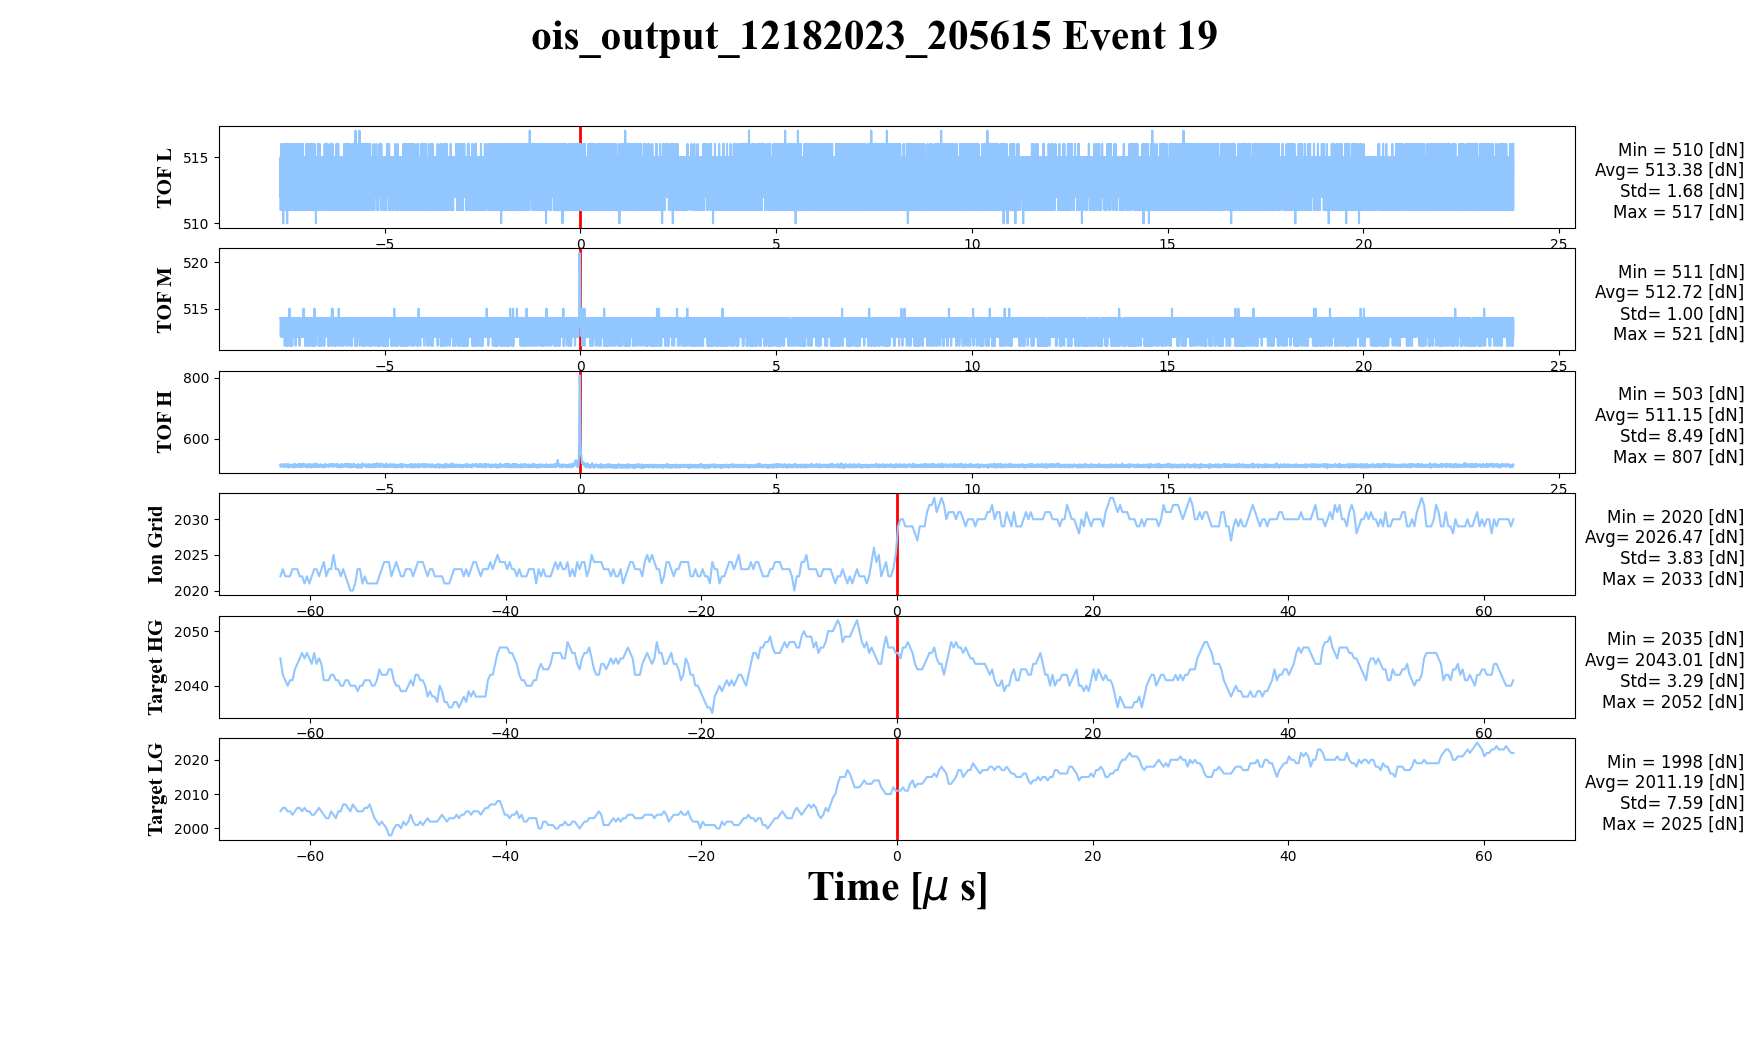 ois_output_12182023_205615 Event 19
TOF L
515
510
−5
0
5
10
15
20
25
Min = 510 [dN]
Avg= 513.38 [dN]
Std= 1.68 [dN]
Max = 517 [dN]
TOF M
520
515
−5
0
5
10
15
20
25
Min = 511 [dN]
Avg= 512.72 [dN]
Std= 1.00 [dN]
Max = 521 [dN]
TOF H
800
600
−5
0
5
10
15
20
25
Min = 503 [dN]
Avg= 511.15 [dN]
Std= 8.49 [dN]
Max = 807 [dN]
Ion Grid
2030
2025
2020
−60
−40
−20
0
20
40
60
Min = 2020 [dN]
Avg= 2026.47 [dN]
Std= 3.83 [dN]
Max = 2033 [dN]
Target HG
2050
2040
−60
−40
−20
0
20
40
60
Min = 2035 [dN]
Avg= 2043.01 [dN]
Std= 3.29 [dN]
Max = 2052 [dN]
Target LG
2020
2010
2000
−60
−40
−20
0
20
40
60
Min = 1998 [dN]
Avg= 2011.19 [dN]
Std= 7.59 [dN]
Max = 2025 [dN]
Time [μ s]